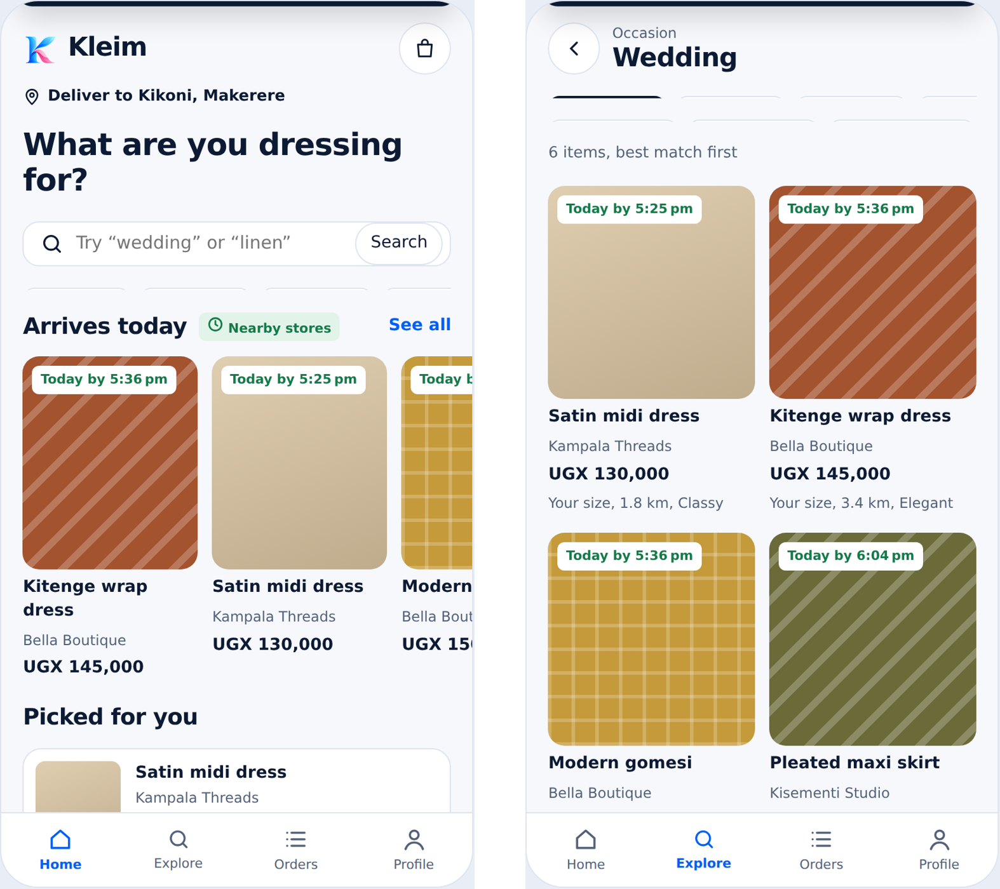 Kleim
Deliver to Kikoni, Makerere
What are you dressing
for?
Try “wedding” or “linen”
Search
Arrives today
Nearby stores
See all
Today by 5:36 pm
Today by 5:25 pm
Today b
Kitenge wrap
dress
Bella Boutique
UGX 145,000
Satin midi dress
Kampala Threads
UGX 130,000
Modern
Bella Bout
UGX 150
Picked for you
Satin midi dress
Kampala Threads
Home
Explore
Orders
Profile
Occasion
Wedding
6 items, best match first
Today by 5:25 pm
Today by 5:36 pm
Satin midi dress
Kampala Threads
UGX 130,000
Your size, 1.8 km, Classy
Kitenge wrap dress
Bella Boutique
UGX 145,000
Your size, 3.4 km, Elegant
Today by 5:36 pm
Today by 6:04 pm
Modern gomesi
Bella Boutique
Pleated maxi skirt
Kisementi Studio
Home
Explore
Orders
Profile